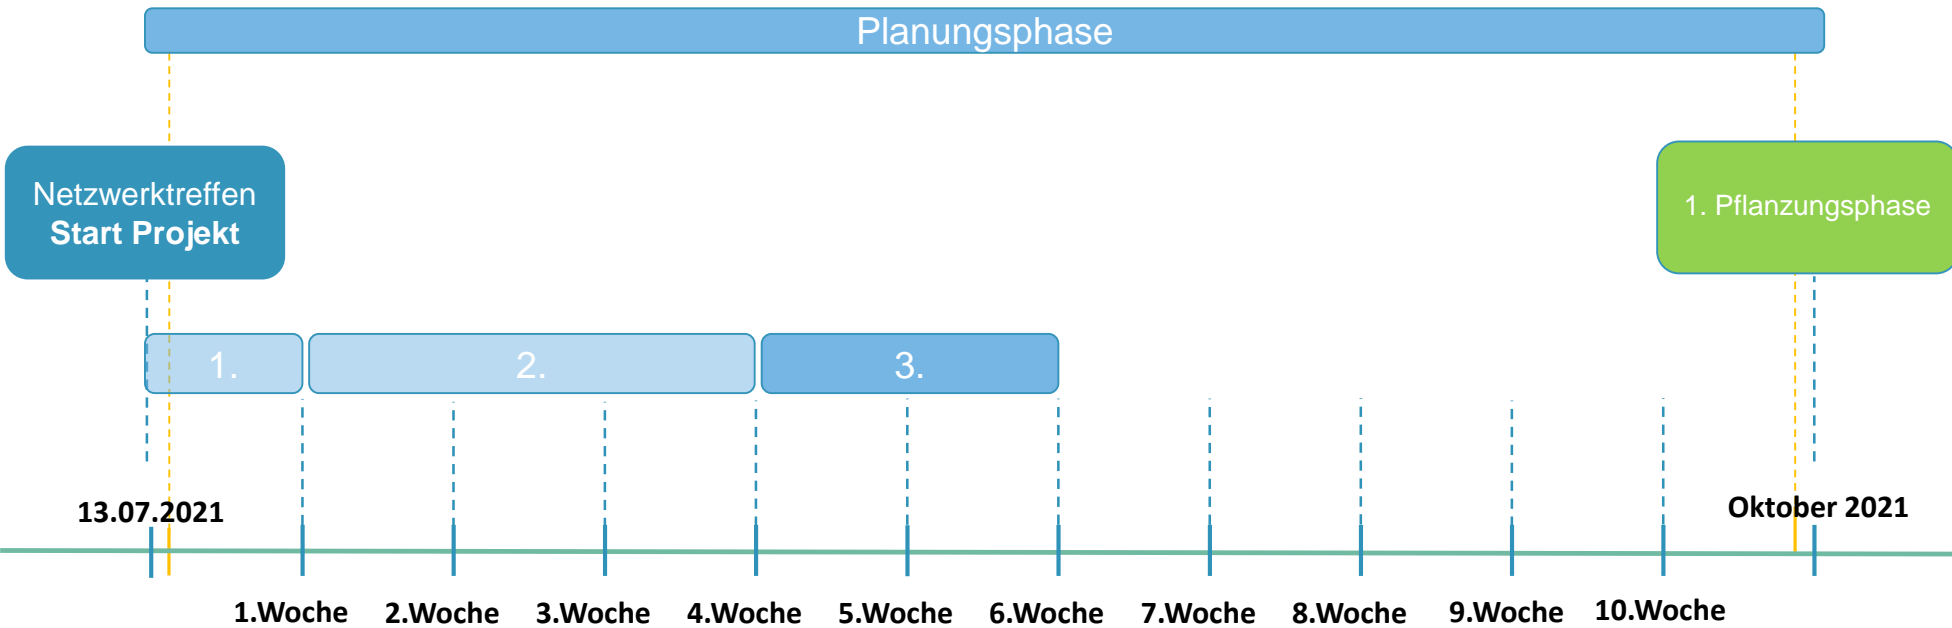 Planungsphase
Netzwerktreffen
Start Projekt
1. Pflanzungsphase
1.
2.
3.
13.07.2021
Oktober 2021
1.Woche
2.Woche
3.Woche
4.Woche
5.Woche
6.Woche
7.Woche
8.Woche
9.Woche
10.Woche